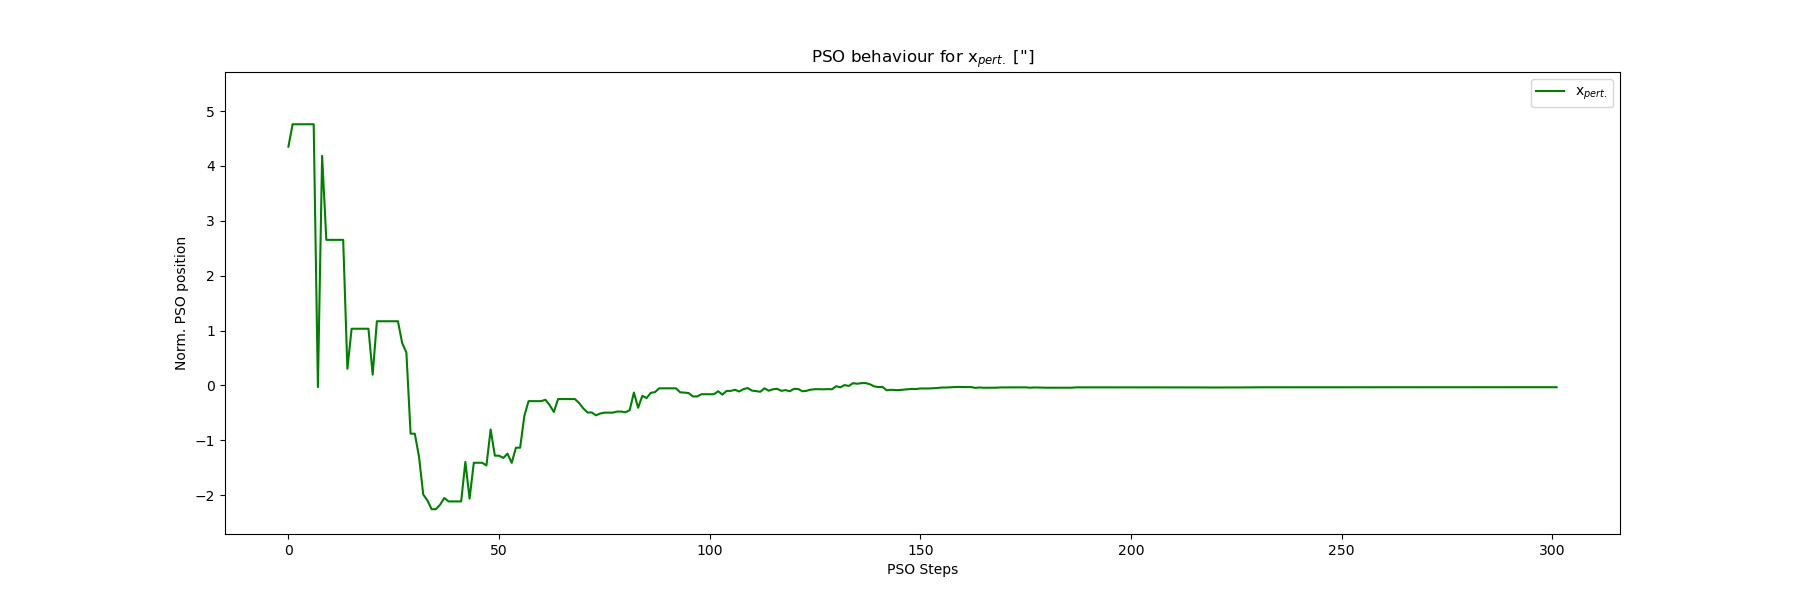 PSO behaviour for x_pert. ["]
x_pert.
Norm. PSO position
5
4
3
2
1
0
−1
−2
0 50 100 150 200 250 300
PSO Steps